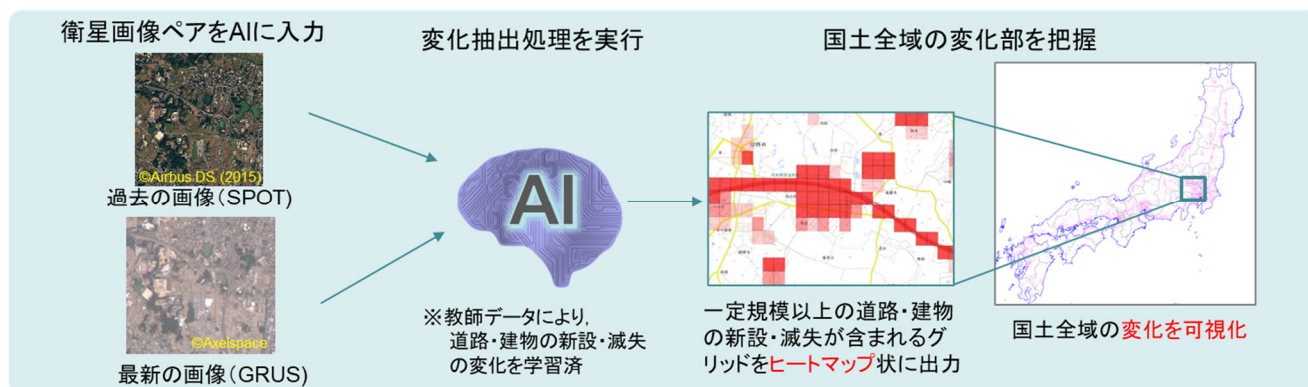 衛星画像ペアをAIに入力
変化抽出処理を実行
国土全域の変化部を把握
©Airbus DS (2015)
過去の画像(SPOT)
©Axelspace
最新の画像(GRUS)
AI
※教師データにより,
道路・建物の新設・滅失
の変化を学習済
一定規模以上の道路・建物
の新設・滅失が含まれるグ
リッドをヒートマップ状に出力
国土全域の変化を可視化